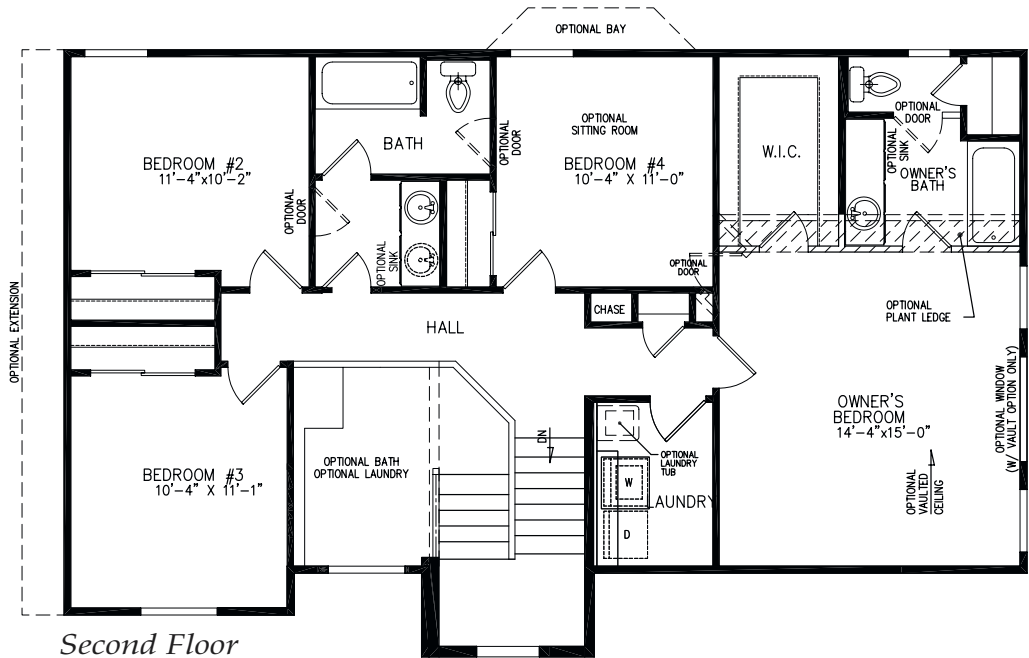 OPTIONAL BAY
OPTIONAL EXTENSION
BEDROOM #2
11'-4"x10'-2"
OPTIONAL
DOOR
BATH
OPTIONAL
SINK
OPTIONAL
DOOR
OPTIONAL
SITTING ROOM
BEDROOM #4
10'-4" X 11'-0"
W.I.C.
OPTIONAL
DOOR
OPTIONAL
SINK
OWNER'S
BATH
OPTIONAL
DOOR
OPTIONAL
PLANT LEDGE
CHASE
HALL
OWNER'S
BEDROOM
14'-4"x15'-0"
OPTIONAL WINDOW
(W/ VAULT OPTION ONLY)
OPTIONAL
VAULTED
CEILING
BEDROOM #3
10'-4" X 11'-1"
OPTIONAL BATH
OPTIONAL LAUNDRY
DN
OPTIONAL
LAUNDRY
TUB
W
LAUNDRY
D
Second Floor